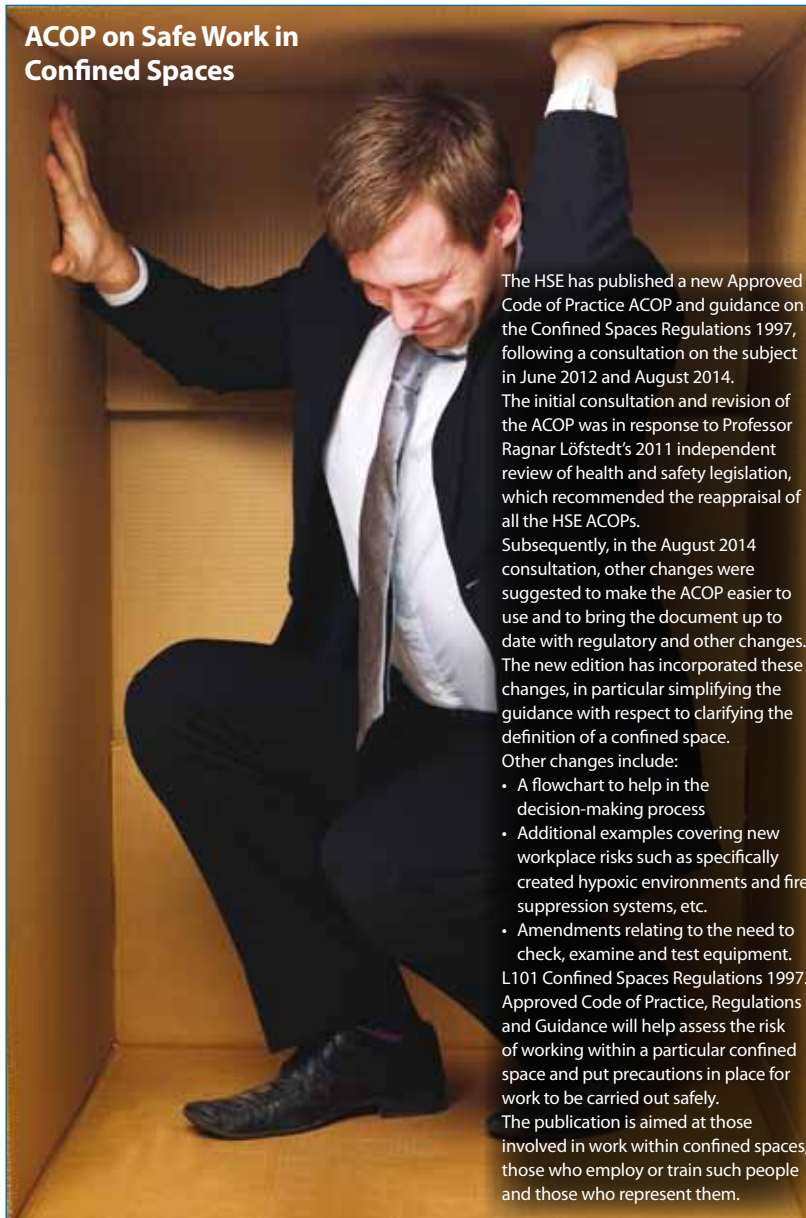 ACOP on Safe Work in
Confined Spaces
The HSE has published a new Approved
Code of Practice ACOP and guidance on
the Confined Spaces Regulations 1997,
following a consultation on the subject
in June 2012 and August 2014.
The initial consultation and revision of
the ACOP was in response to Professor
Ragnar Löfstedt’s 2011 independent
review of health and safety legislation,
which recommended the reappraisal of
all the HSE ACOPs.
Subsequently, in the August 2014
consultation, other changes were
suggested to make the ACOP easier to
use and to bring the document up to
date with regulatory and other changes.
The new edition has incorporated these
changes, in particular simplifying the
guidance with respect to clarifying the
definition of a confined space.
Other changes include:
• A flowchart to help in the
decision-making process
• Additional examples covering new
workplace risks such as specifically
created hypoxic environments and fire
suppression systems, etc.
• Amendments relating to the need to
check, examine and test equipment.
L101 Confined Spaces Regulations 1997.
Approved Code of Practice, Regulations
and Guidance will help assess the risk
of working within a particular confined
space and put precautions in place for
work to be carried out safely.
The publication is aimed at those
involved in work within confined spaces,
those who employ or train such people
and those who represent them.